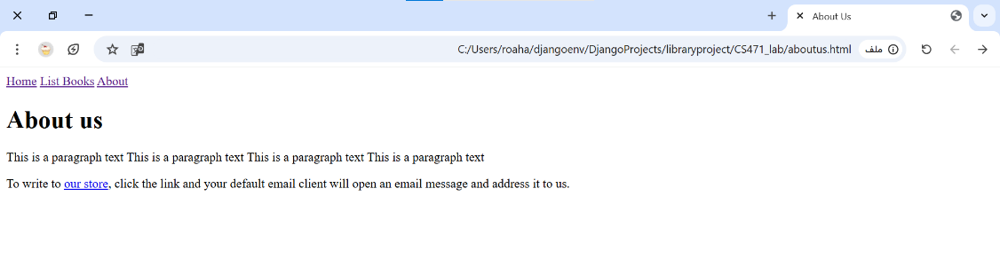 About Us
C:/Users/roaha/djangoenv/DjangoProjects/libraryproject/CS471_lab/aboutus.html ملف
Home List Books About
About us
This is a paragraph text This is a paragraph text This is a paragraph text This is a paragraph text
To write to our store, click the link and your default email client will open an email message and address it to us.